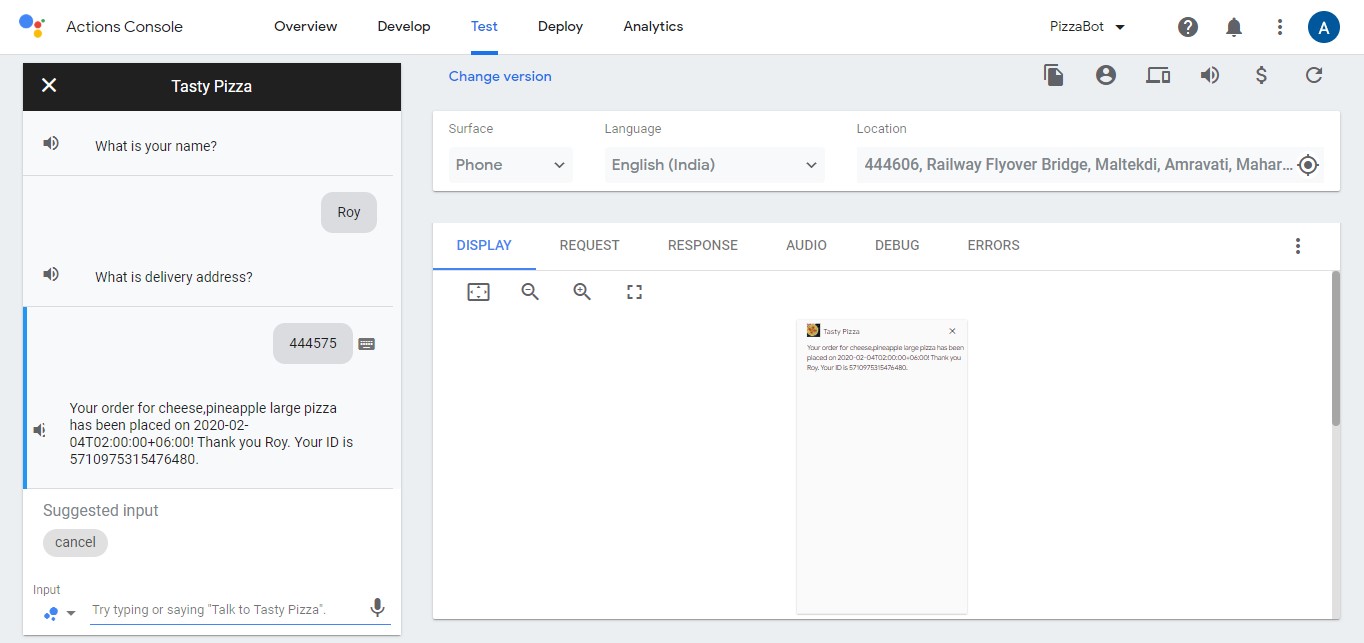 Actions Console
Overview
Develop
Test
Deploy
Analytics
PizzaBot
A
Tasty Pizza
What is your name?
Roy
What is delivery address?
444575
Your order for cheese,pineapple large pizza
has been placed on 2020-02-
04T02:00:00+06:00! Thank you Roy. Your ID is
5710975315476480.
Suggested input
cancel
Input
Try typing or saying "Talk to Tasty Pizza".
Change version
Surface
Language
Location
Phone
English (India)
444606, Railway Flyover Bridge, Maltekdi, Amravati, Mahar...
DISPLAY
REQUEST
RESPONSE
AUDIO
DEBUG
ERRORS
Tasty Pizza
Your order for cheese,pineapple large pizza has been
placed on 2020-02-04T02:00:00+06:00! Thank you
Roy. Your ID is 5710975315476480.